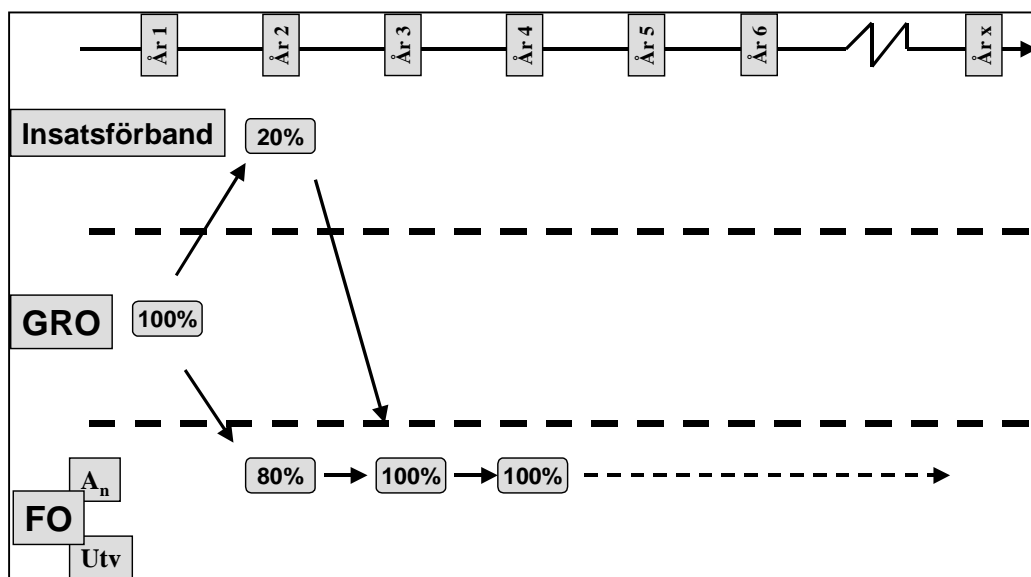 År 1
År 2
År 3
År 4
År 5
År 6
År x
Insatsförband
20%
GRO
100%
A_n
80%
100%
100%
FO
Utv